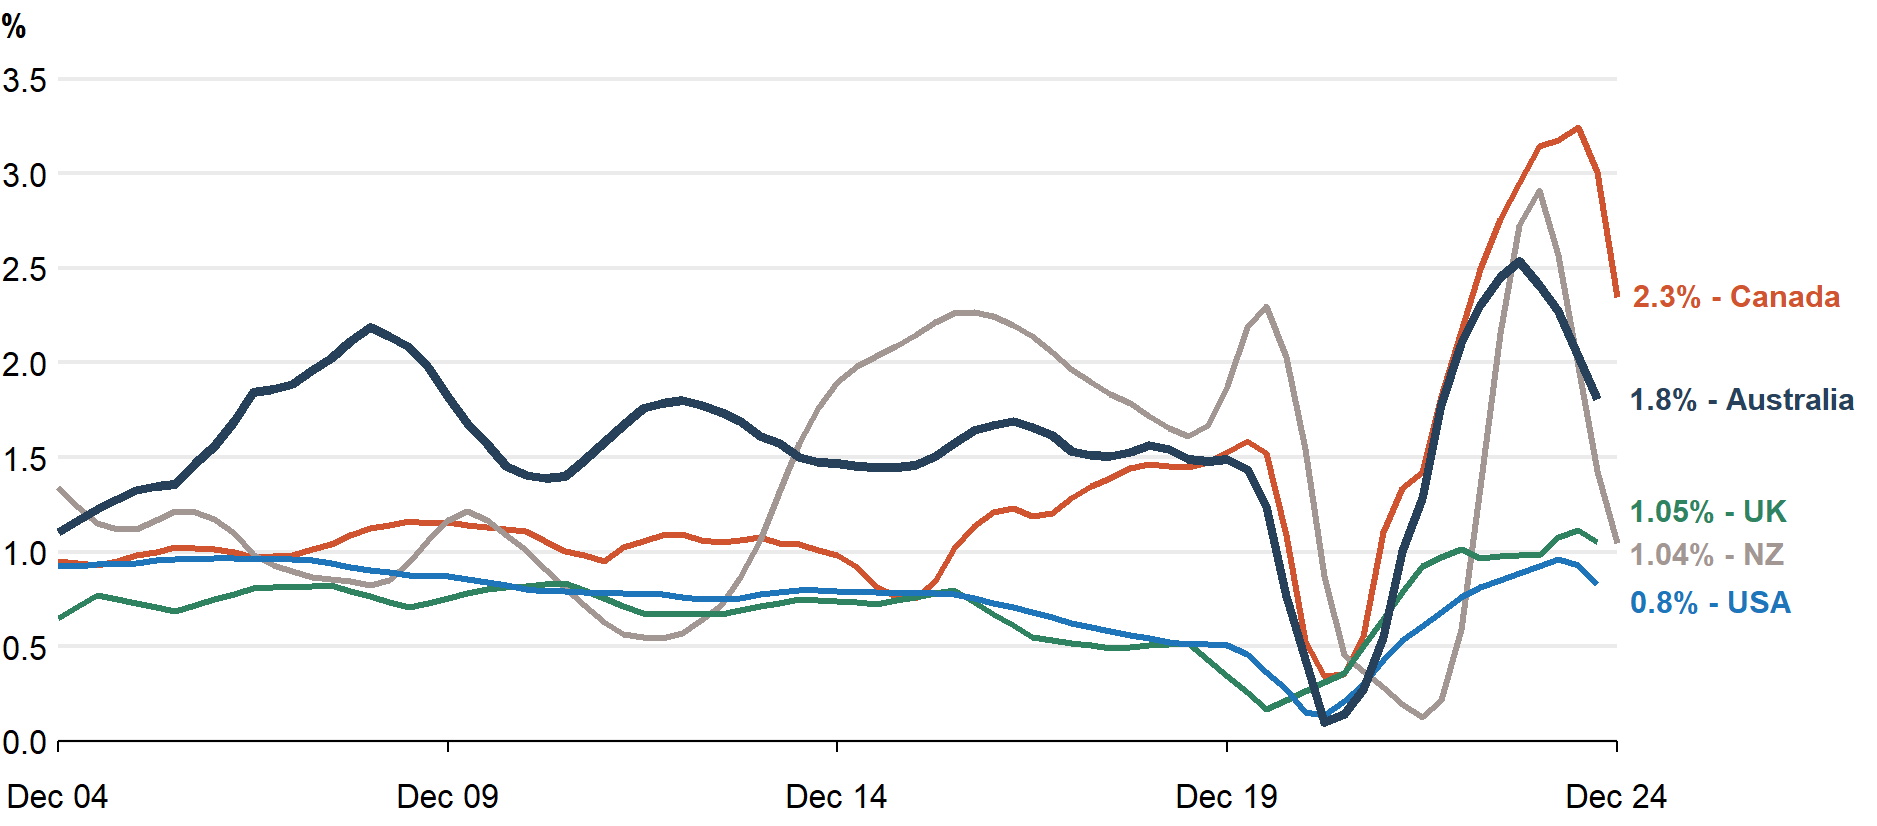 %
3.5
3.0
2.5
2.3% - Canada
2.0
1.8% - Australia
1.5
1.05% - UK
1.0
1.04% - NZ
0.8% - USA
0.5
0.0
Dec 04 Dec 09 Dec 14 Dec 19 Dec 24